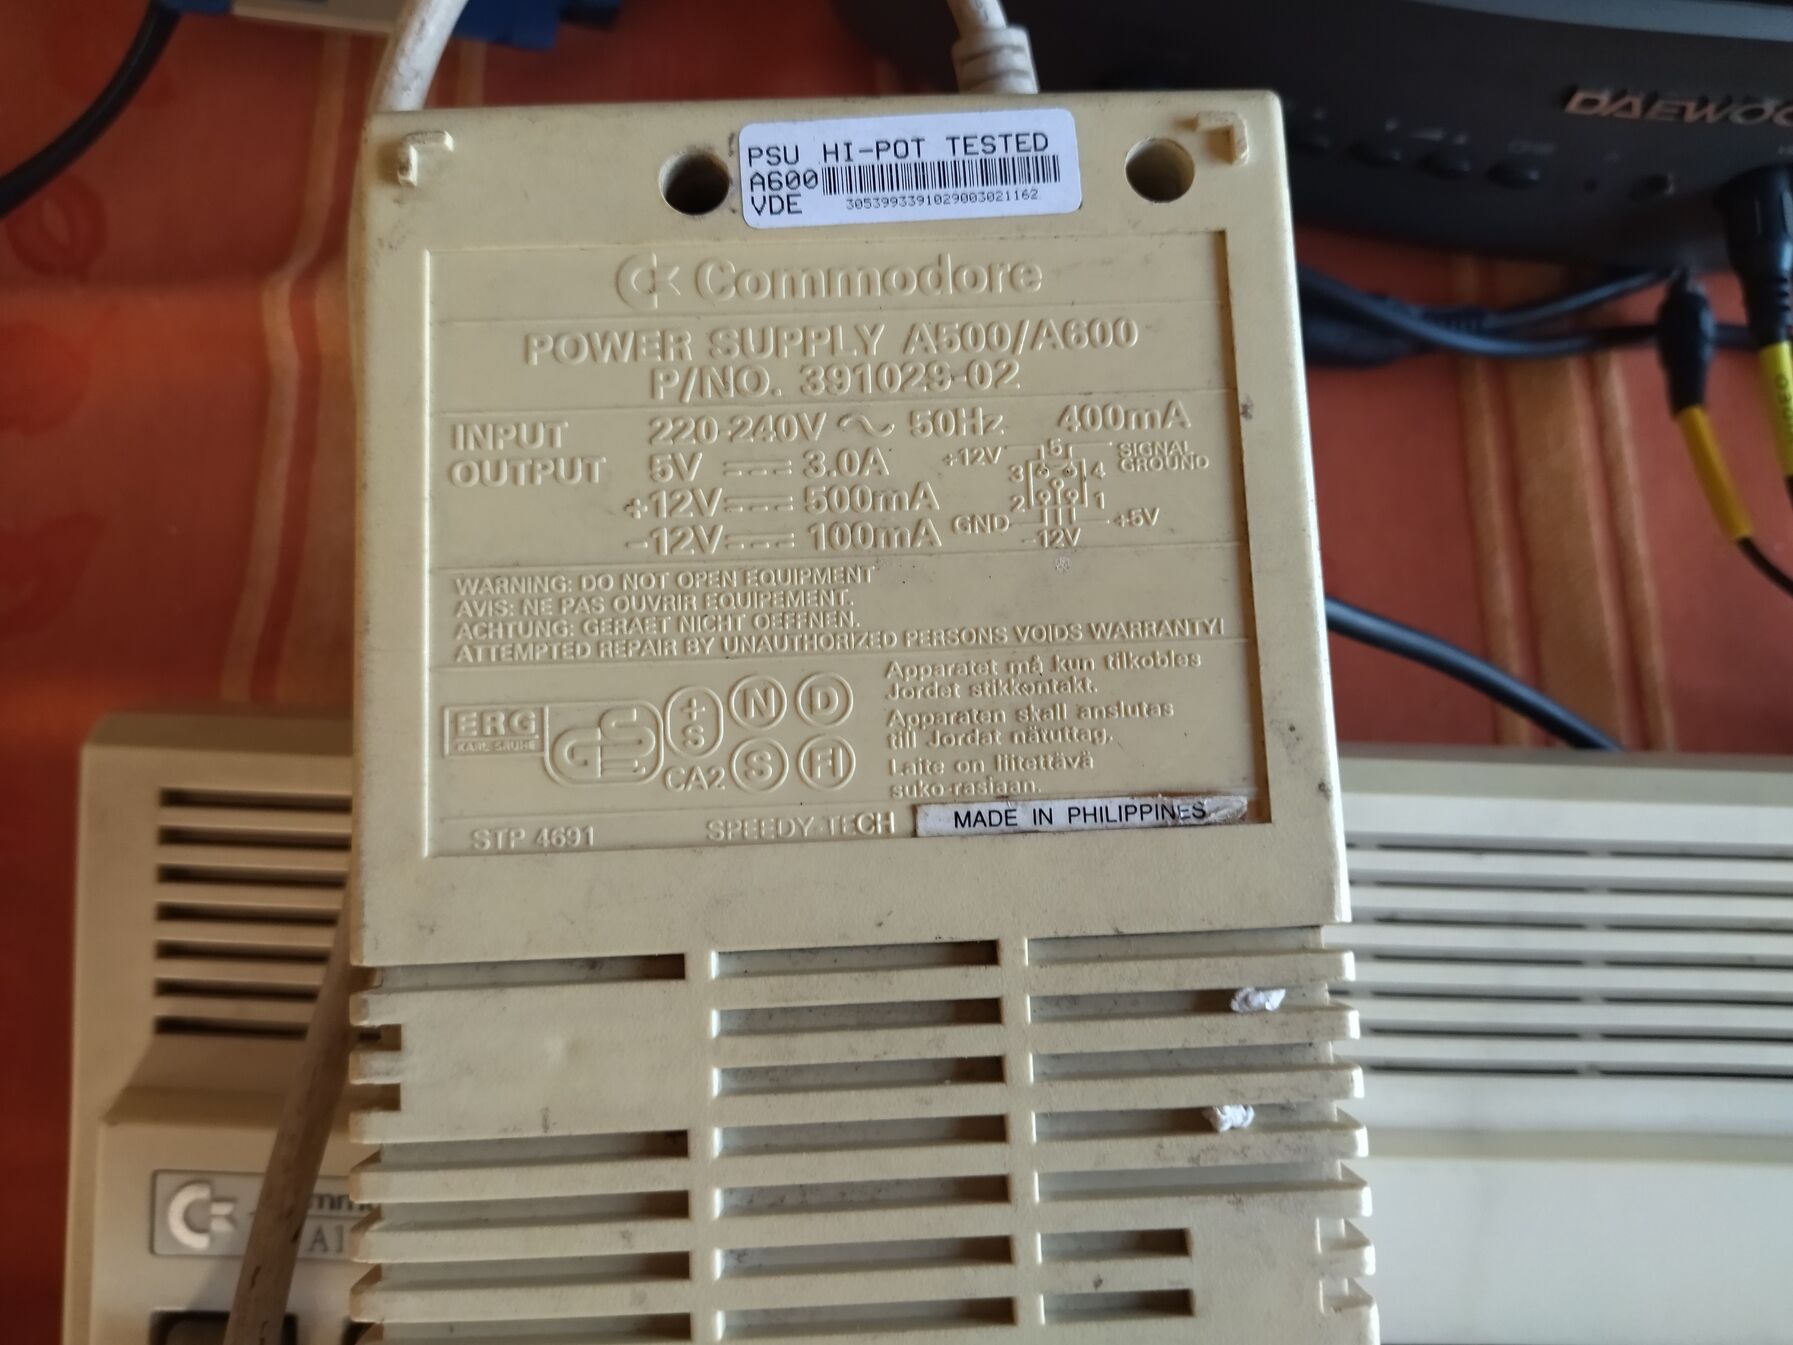 DAEWOO
PSU HI-POT TESTED
A600
VDE 3053993391029003021162
Commodore
POWER SUPPLY A500/A600
P/NO. 391029-02
INPUT 220-240V ~ 50Hz 400mA
OUTPUT 5V ⎓ 3.0A
+12V ⎓ 500mA
-12V ⎓ 100mA
+12V 5 SIGNAL GROUND
3 4
2 1
GND +5V
-12V
WARNING: DO NOT OPEN EQUIPMENT
AVIS: NE PAS OUVRIR EQUIPEMENT.
ACHTUNG: GERAET NICHT OEFFNEN.
ATTEMPTED REPAIR BY UNAUTHORIZED PERSONS VOIDS WARRANTY!
Apparatet må kun tilkobles
Jordet stikkontakt.
Apparaten skall anslutas
till Jordat nätuttag.
Laite on liitettävä
suko-rasiaan.
ERG
KARLSRUHE
GS
+S
N
D
CA2
S
FI
STP 4691 SPEEDY-TECH MADE IN PHILIPPINES
A1